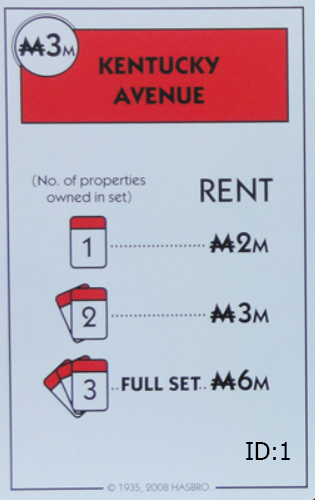 ₩3M
KENTUCKY
AVENUE
(No. of properties
owned in set)
RENT
1 ₩2M
2 ₩3M
3 FULL SET ₩6M
ID:1
© 1935, 2008 HASBRO